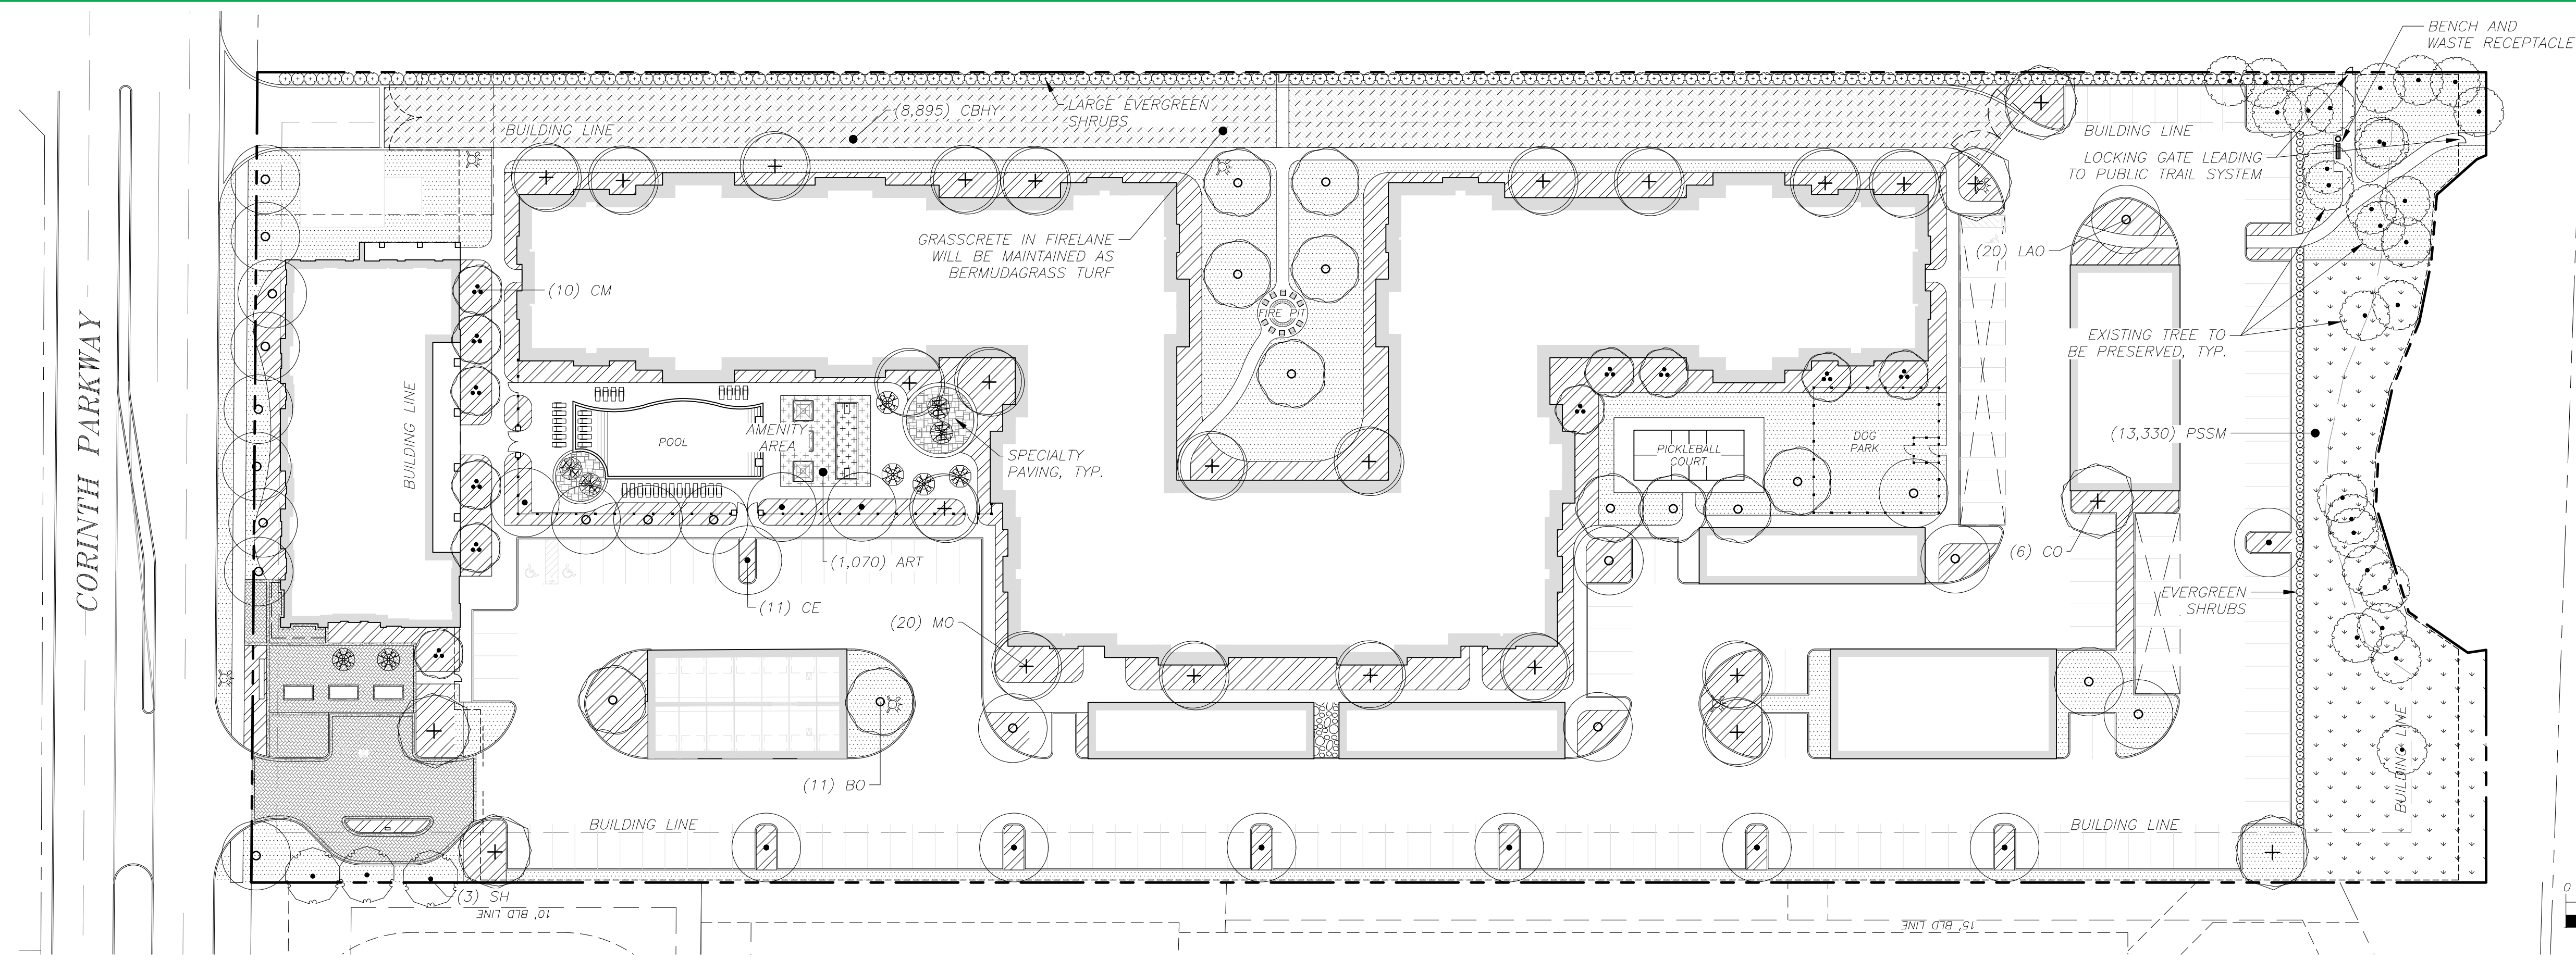 BENCH AND
WASTE RECEPTACLE
(8,895) CBHY
LARGE EVERGREEN
SHRUBS
BUILDING LINE
BUILDING LINE
LOCKING GATE LEADING
TO PUBLIC TRAIL SYSTEM
GRASSCRETE IN FIRELANE
WILL BE MAINTAINED AS
BERMUDAGRASS TURF
(20) LAO
(10) CM
FIRE PIT
CORINTH PARKWAY
EXISTING TREE TO
BE PRESERVED, TYP.
BUILDING LINE
POOL
AMENITY
AREA
SPECIALTY
PAVING, TYP.
PICKLEBALL
COURT
DOG
PARK
(13,330) PSSM
(1,070) ART
(6) CO
(11) CE
EVERGREEN
SHRUBS
(20) MO
BUILDING LINE
(11) BO
BUILDING LINE
BUILDING LINE
(3) SH
10' BLD LINE
15' BLD LINE
0